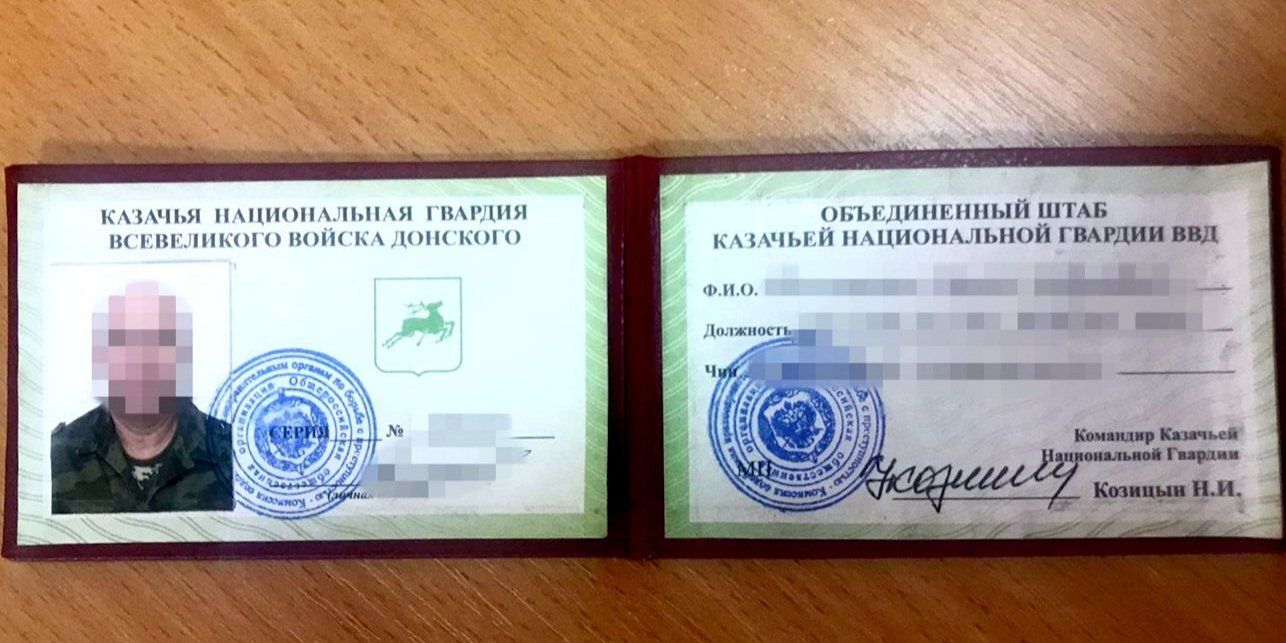 КАЗАЧЬЯ НАЦИОНАЛЬНАЯ ГВАРДИЯ
ВСЕВЕЛИКОГО ВОЙСКА ДОНСКОГО
СЕРИЯ №
ОБЪЕДИНЕННЫЙ ШТАБ
КАЗАЧЬЕЙ НАЦИОНАЛЬНОЙ ГВАРДИИ ВВД
Ф.И.О.
Должность
Чин
Командир Казачьей
Национальной Гвардии
МП
Козицын Н.И.